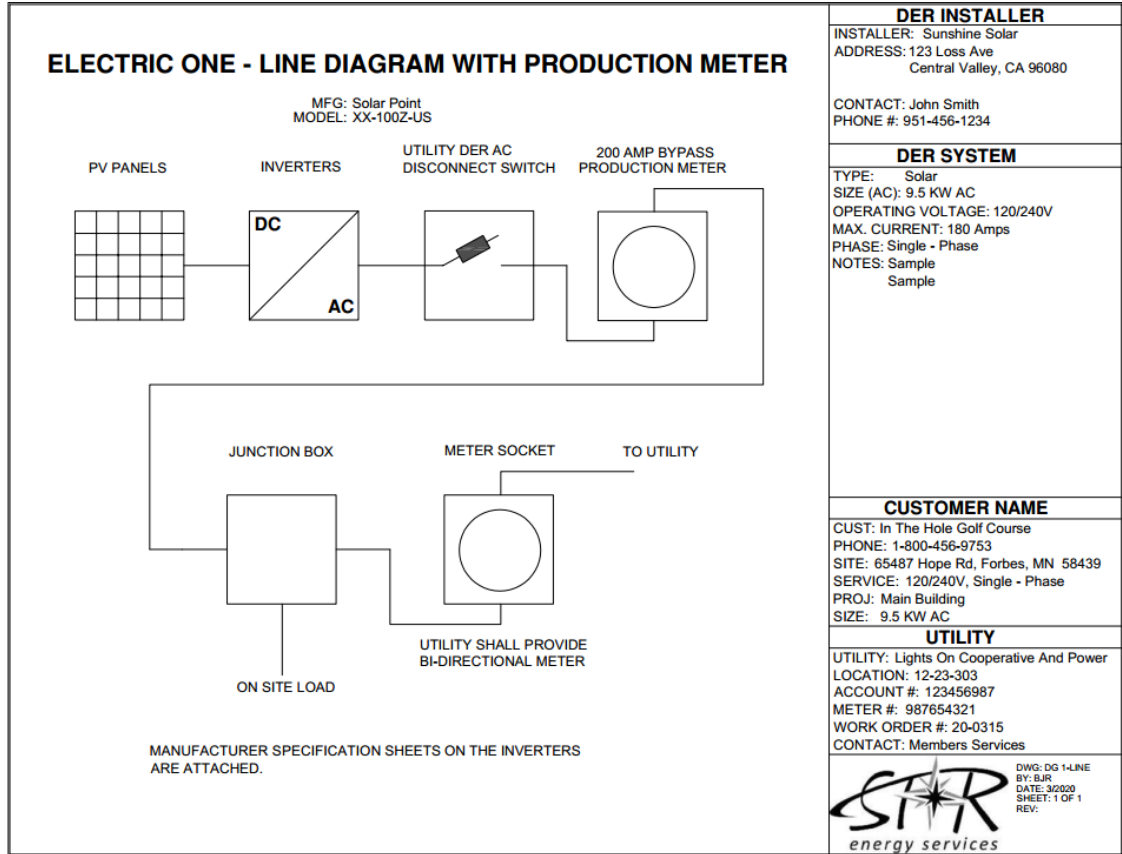 ELECTRIC ONE - LINE DIAGRAM WITH PRODUCTION METER
MFG: Solar Point
MODEL: XX-100Z-US
PV PANELS
INVERTERS
UTILITY DER AC
DISCONNECT SWITCH
200 AMP BYPASS
PRODUCTION METER
DC
AC
JUNCTION BOX
METER SOCKET
TO UTILITY
UTILITY SHALL PROVIDE
BI-DIRECTIONAL METER
ON SITE LOAD
MANUFACTURER SPECIFICATION SHEETS ON THE INVERTERS
ARE ATTACHED.
DER INSTALLER
INSTALLER: Sunshine Solar
ADDRESS: 123 Loss Ave
Central Valley, CA 96080
CONTACT: John Smith
PHONE #: 951-456-1234
DER SYSTEM
TYPE: Solar
SIZE (AC): 9.5 KW AC
OPERATING VOLTAGE: 120/240V
MAX. CURRENT: 180 Amps
PHASE: Single - Phase
NOTES: Sample
Sample
CUSTOMER NAME
CUST: In The Hole Golf Course
PHONE: 1-800-456-9753
SITE: 65487 Hope Rd, Forbes, MN 58439
SERVICE: 120/240V, Single - Phase
PROJ: Main Building
SIZE: 9.5 KW AC
UTILITY
UTILITY: Lights On Cooperative And Power
LOCATION: 12-23-303
ACCOUNT #: 123456987
METER #: 987654321
WORK ORDER #: 20-0315
CONTACT: Members Services
STAR
energy services
DWG: DG 1-LINE
BY: BJR
DATE: 3/2020
SHEET: 1 OF 1
REV: